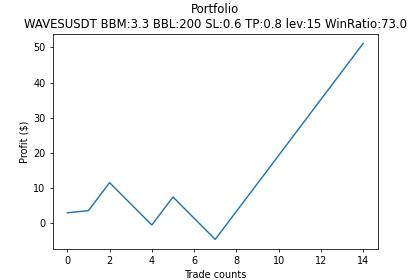 Portfolio
WAVESUSDT BBM:3.3 BBL:200 SL:0.6 TP:0.8 lev:15 WinRatio:73.0
50
40
30
20
10
0
Profit ($)
0 2 4 6 8 10 12 14
Trade counts